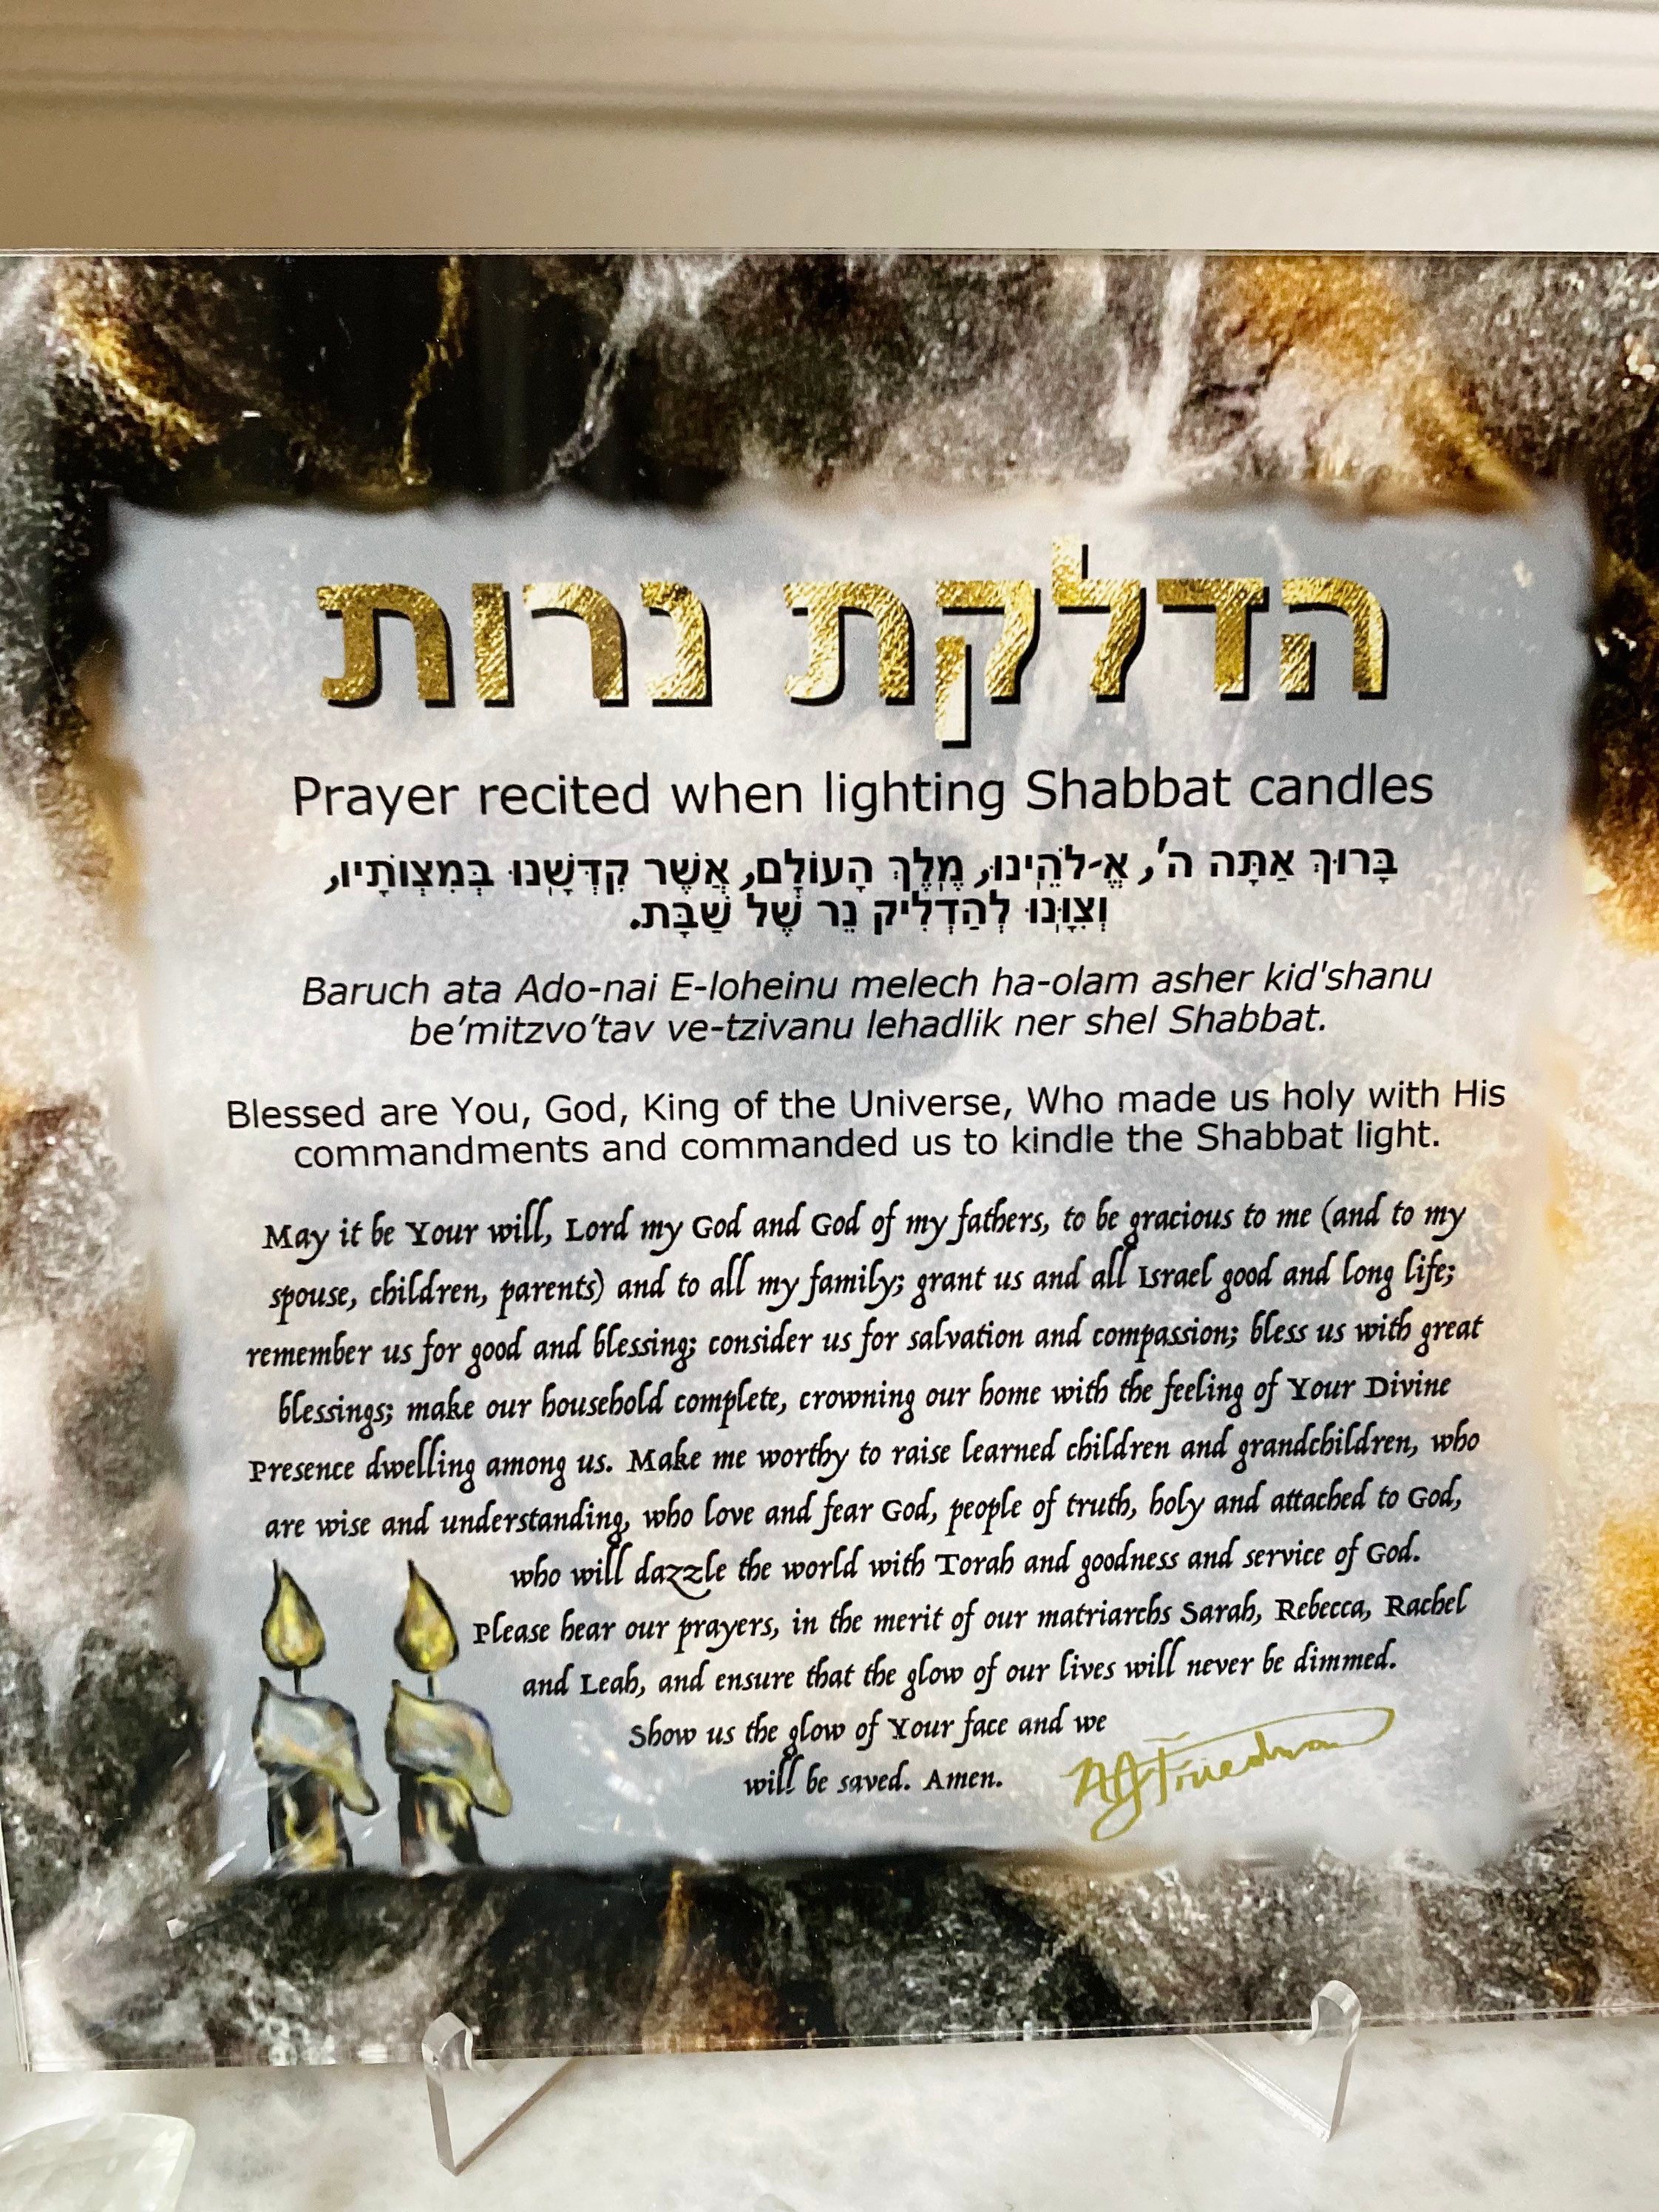 הדלקת נרות
Prayer recited when lighting Shabbat candles
בָּרוּךְ אַתָּה ה', אֱ-לֹהֵינוּ, מֶלֶךְ הָעוֹלָם, אֲשֶׁר קִדְּשָׁנוּ בְּמִצְוֹתָיו,
וְצִוָּנוּ לְהַדְלִיק נֵר שֶׁל שַׁבָּת.
Baruch ata Ado-nai E-loheinu melech ha-olam asher kid'shanu
be’mitzvo’tav ve-tzivanu lehadlik ner shel Shabbat.
Blessed are You, God, King of the Universe, Who made us holy with His
commandments and commanded us to kindle the Shabbat light.
May it be Your will, Lord my God and God of my fathers, to be gracious to me (and to my
spouse, children, parents) and to all my family; grant us and all Israel good and long life;
remember us for good and blessing; consider us for salvation and compassion; bless us with great
blessings; make our household complete, crowning our home with the feeling of Your Divine
Presence dwelling among us. Make me worthy to raise learned children and grandchildren, who
are wise and understanding, who love and fear God, people of truth, holy and attached to God,
who will dazzle the world with Torah and goodness and service of God.
Please hear our prayers, in the merit of our matriarchs Sarah, Rebecca, Rachel
and Leah, and ensure that the glow of our lives will never be dimmed.
Show us the glow of Your face and we
will be saved. Amen.
Friedman